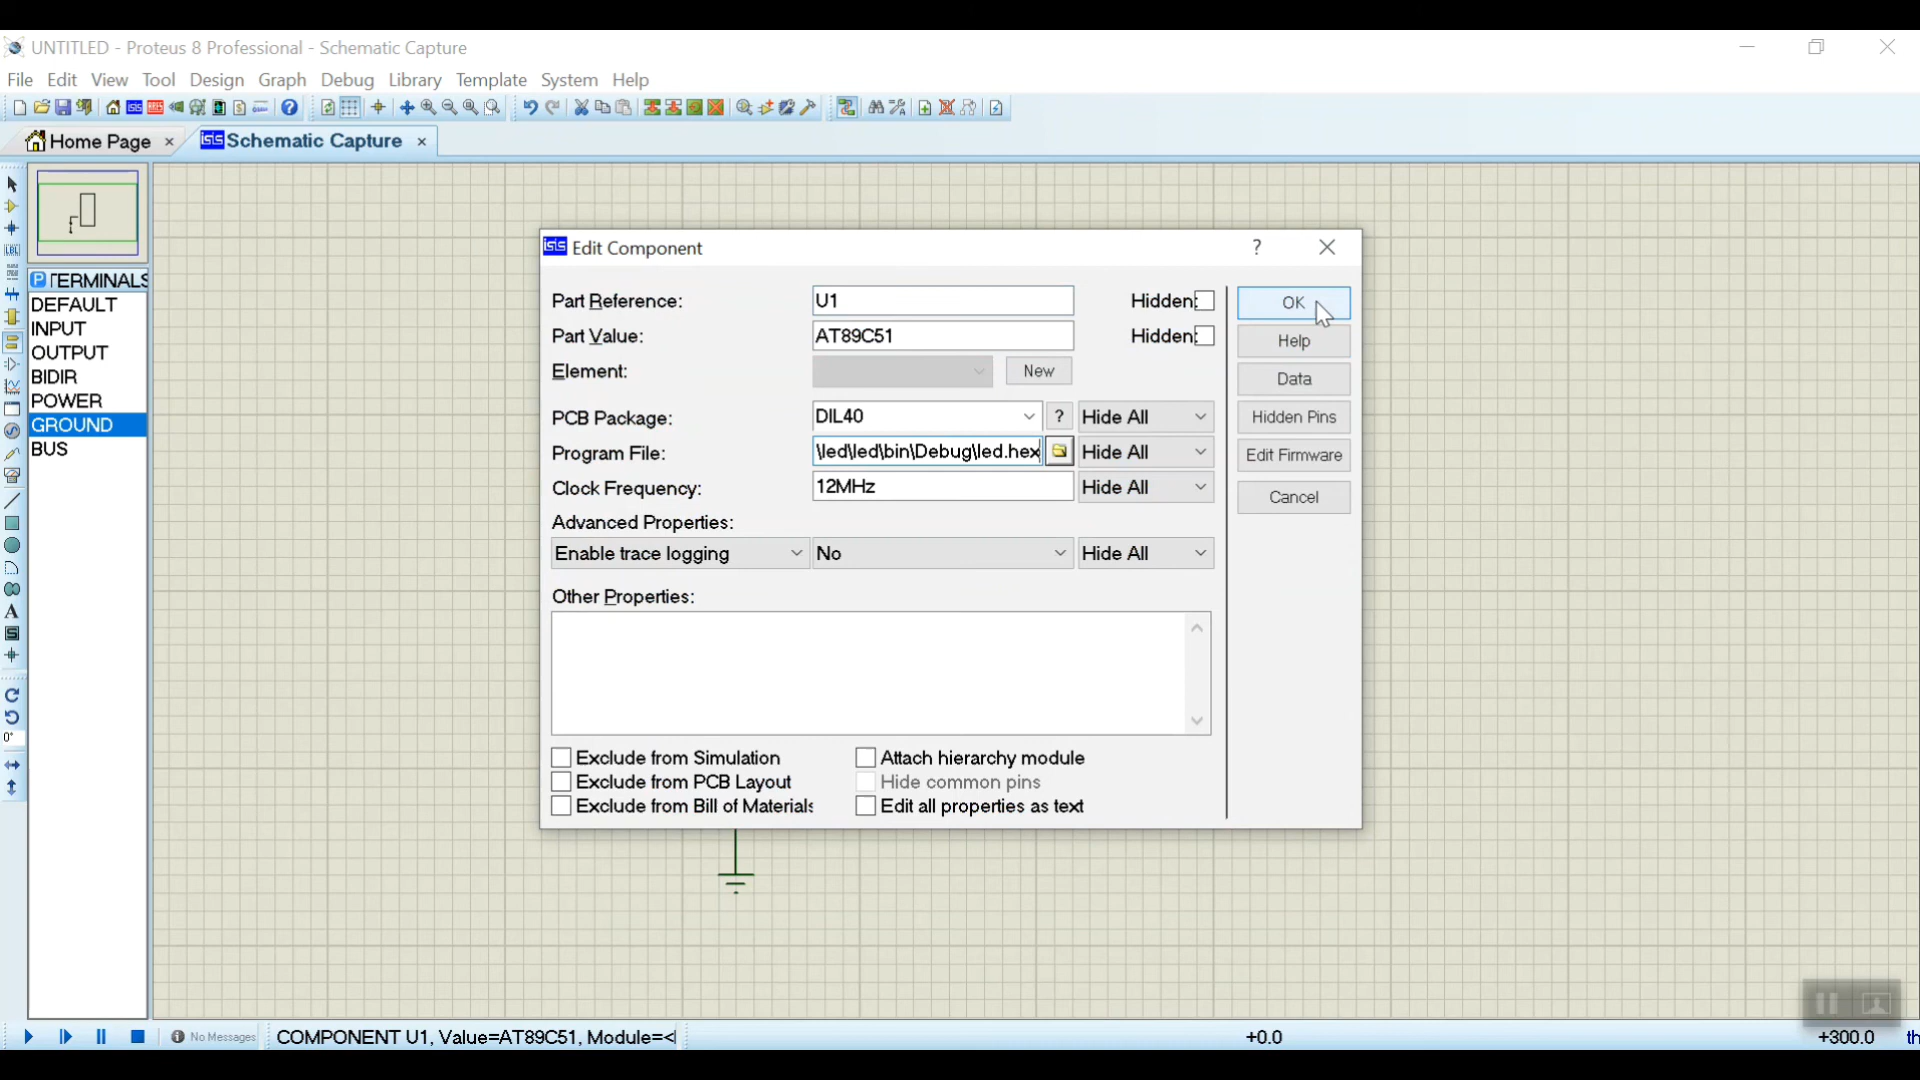 UNTITLED - Proteus 8 Professional - Schematic Capture
File Edit View Tool Design Graph Debug Library Template System Help
Home Page × Schematic Capture ×
TERMINALS
DEFAULT
INPUT
OUTPUT
BIDIR
POWER
GROUND
BUS
isis Edit Component ?
Part Reference: U1 Hidden: OK
Part Value: AT89C51 Hidden: Help
Element: New Data
PCB Package: DIL40 ? Hide All Hidden Pins
Program File: \led\led\bin\Debug\led.hex Hide All Edit Firmware
Clock Frequency: 12MHz Hide All Cancel
Advanced Properties:
Enable trace logging No Hide All
Other Properties:
Exclude from Simulation Attach hierarchy module
Exclude from PCB Layout Hide common pins
Exclude from Bill of Materials Edit all properties as text
No Messages COMPONENT U1, Value=AT89C51, Module=< +0.0 +300.0 th